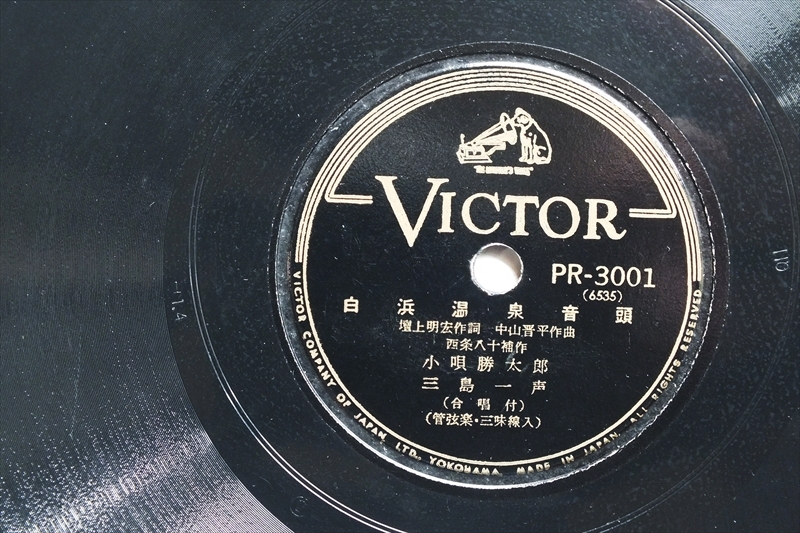 "HIS MASTER'S VOICE"
VICTOR
PR-3001
(6535)
白浜温泉音頭
壇上明宏作詞 中山晋平作曲
西条八十補作
小唄勝太郎
三島一声
(合唱付)
(管弦楽・三味線入)
VICTOR COMPANY OF JAPAN, LTD., YOKOHAMA. MADE IN JAPAN. ALL RIGHTS RESERVED